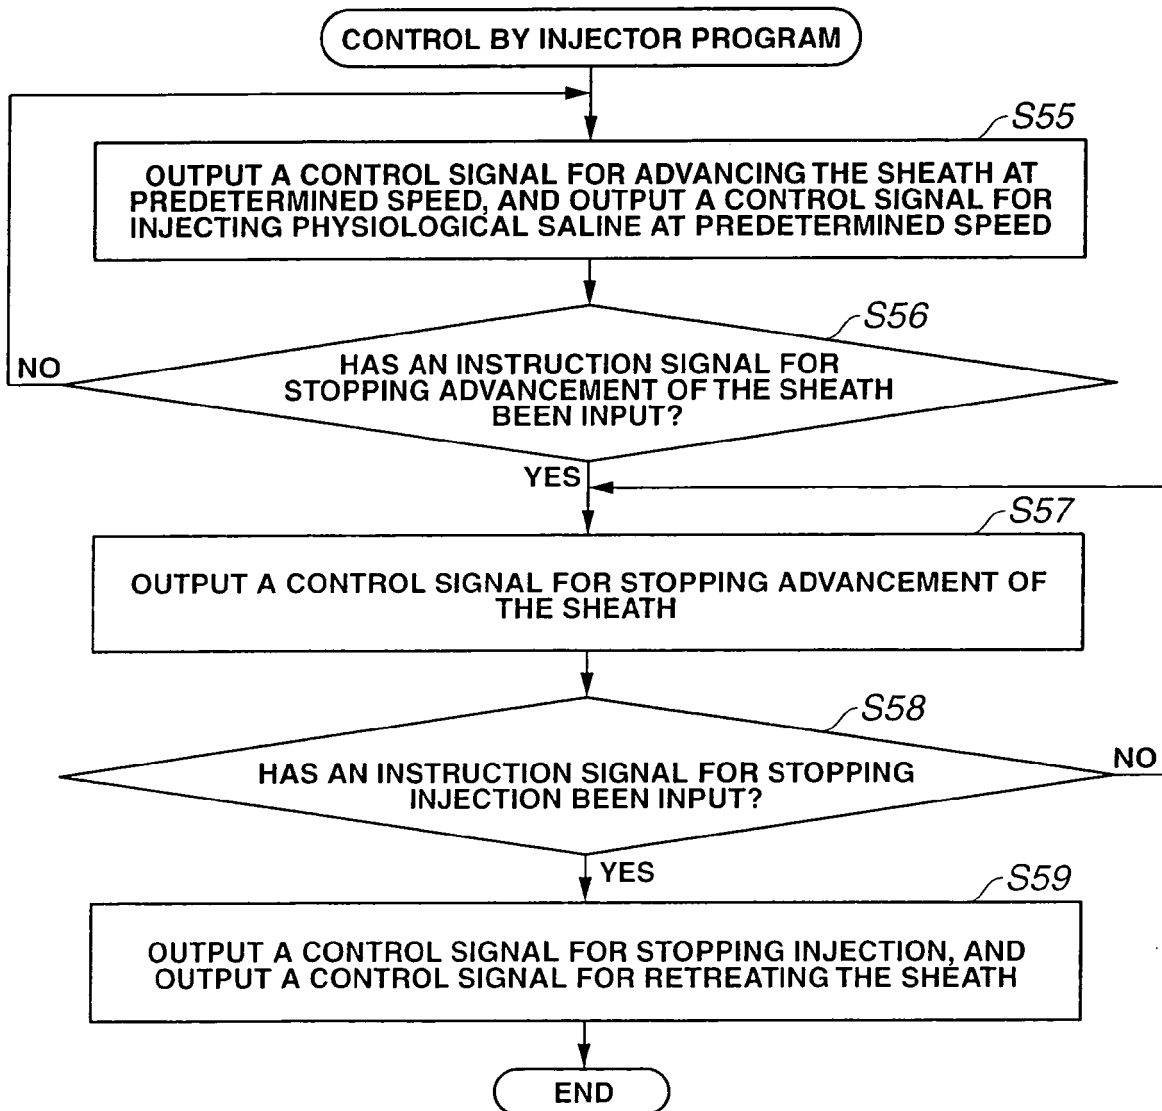 CONTROL BY INJECTOR PROGRAM
S55
OUTPUT A CONTROL SIGNAL FOR ADVANCING THE SHEATH AT
PREDETERMINED SPEED, AND OUTPUT A CONTROL SIGNAL FOR
INJECTING PHYSIOLOGICAL SALINE AT PREDETERMINED SPEED
S56
NO
HAS AN INSTRUCTION SIGNAL FOR
STOPPING ADVANCEMENT OF THE SHEATH
BEEN INPUT?
YES
S57
OUTPUT A CONTROL SIGNAL FOR STOPPING ADVANCEMENT OF
THE SHEATH
S58
NO
HAS AN INSTRUCTION SIGNAL FOR STOPPING
INJECTION BEEN INPUT?
YES
S59
OUTPUT A CONTROL SIGNAL FOR STOPPING INJECTION, AND
OUTPUT A CONTROL SIGNAL FOR RETREATING THE SHEATH
END